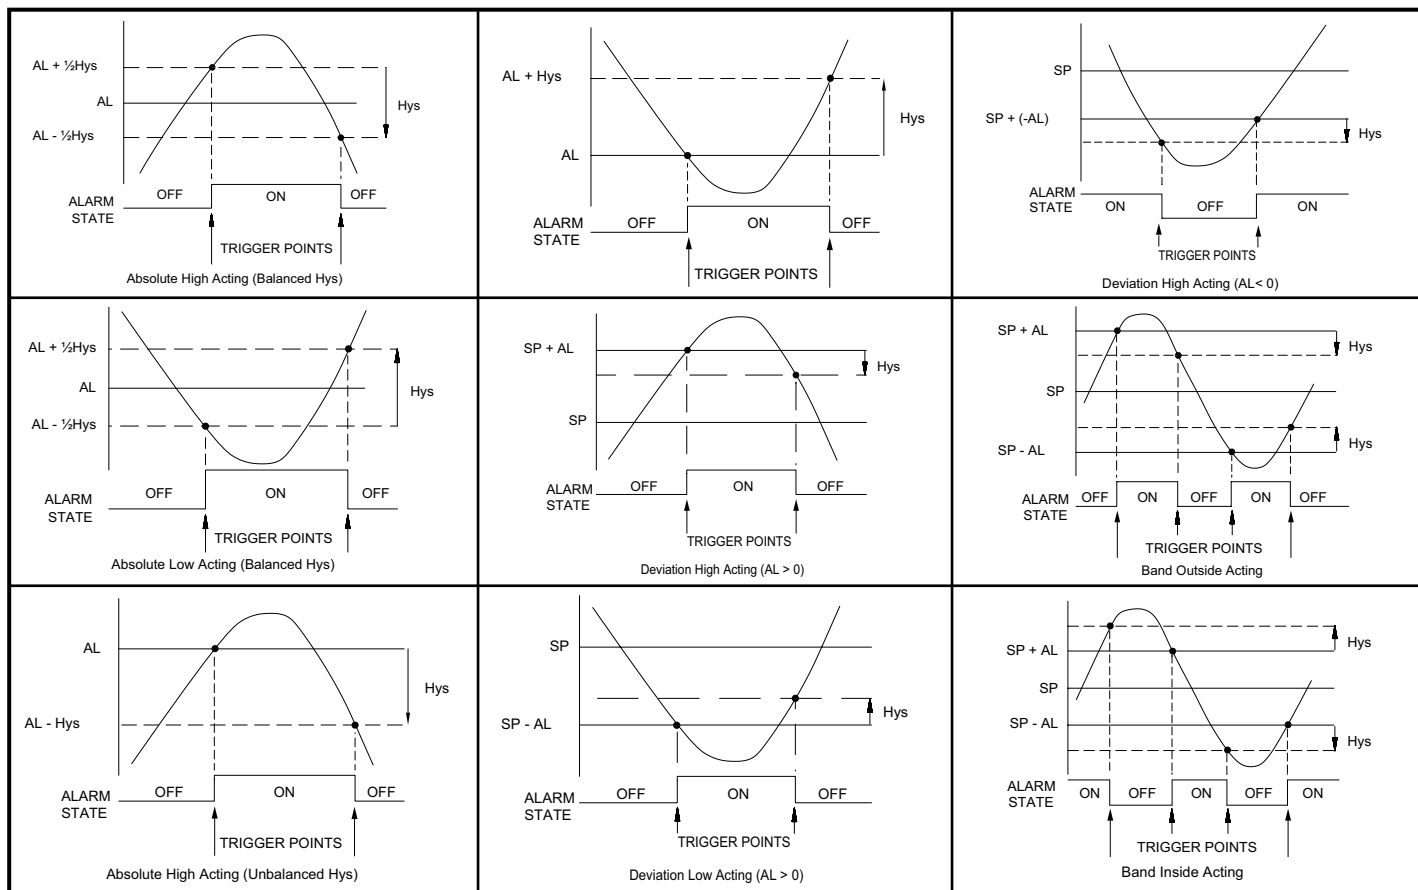 AL + ½Hys
AL
AL - ½Hys
Hys
OFF
ON
OFF
ALARM
STATE
TRIGGER POINTS
Absolute High Acting (Balanced Hys)
AL + Hys
AL
Hys
OFF
ON
OFF
ALARM
STATE
TRIGGER POINTS
SP
SP + (-AL)
Hys
ALARM
STATE
ON
OFF
ON
TRIGGER POINTS
Deviation High Acting (AL< 0)
AL + ½Hys
AL
AL - ½Hys
Hys
OFF
ON
OFF
ALARM
STATE
TRIGGER POINTS
Absolute Low Acting (Balanced Hys)
SP + AL
Hys
SP
OFF
ON
OFF
ALARM
STATE
TRIGGER POINTS
Deviation High Acting (AL > 0)
SP + AL
Hys
SP
Hys
SP - AL
OFF
ON
OFF
ON
OFF
ALARM
STATE
TRIGGER POINTS
Band Outside Acting
AL
Hys
AL - Hys
OFF
ON
OFF
ALARM
STATE
TRIGGER POINTS
Absolute High Acting (Unbalanced Hys)
SP
Hys
SP - AL
OFF
ON
OFF
ALARM
STATE
TRIGGER POINTS
Deviation Low Acting (AL > 0)
Hys
SP + AL
SP
SP - AL
Hys
ALARM
STATE
ON
OFF
ON
OFF
ON
TRIGGER POINTS
Band Inside Acting